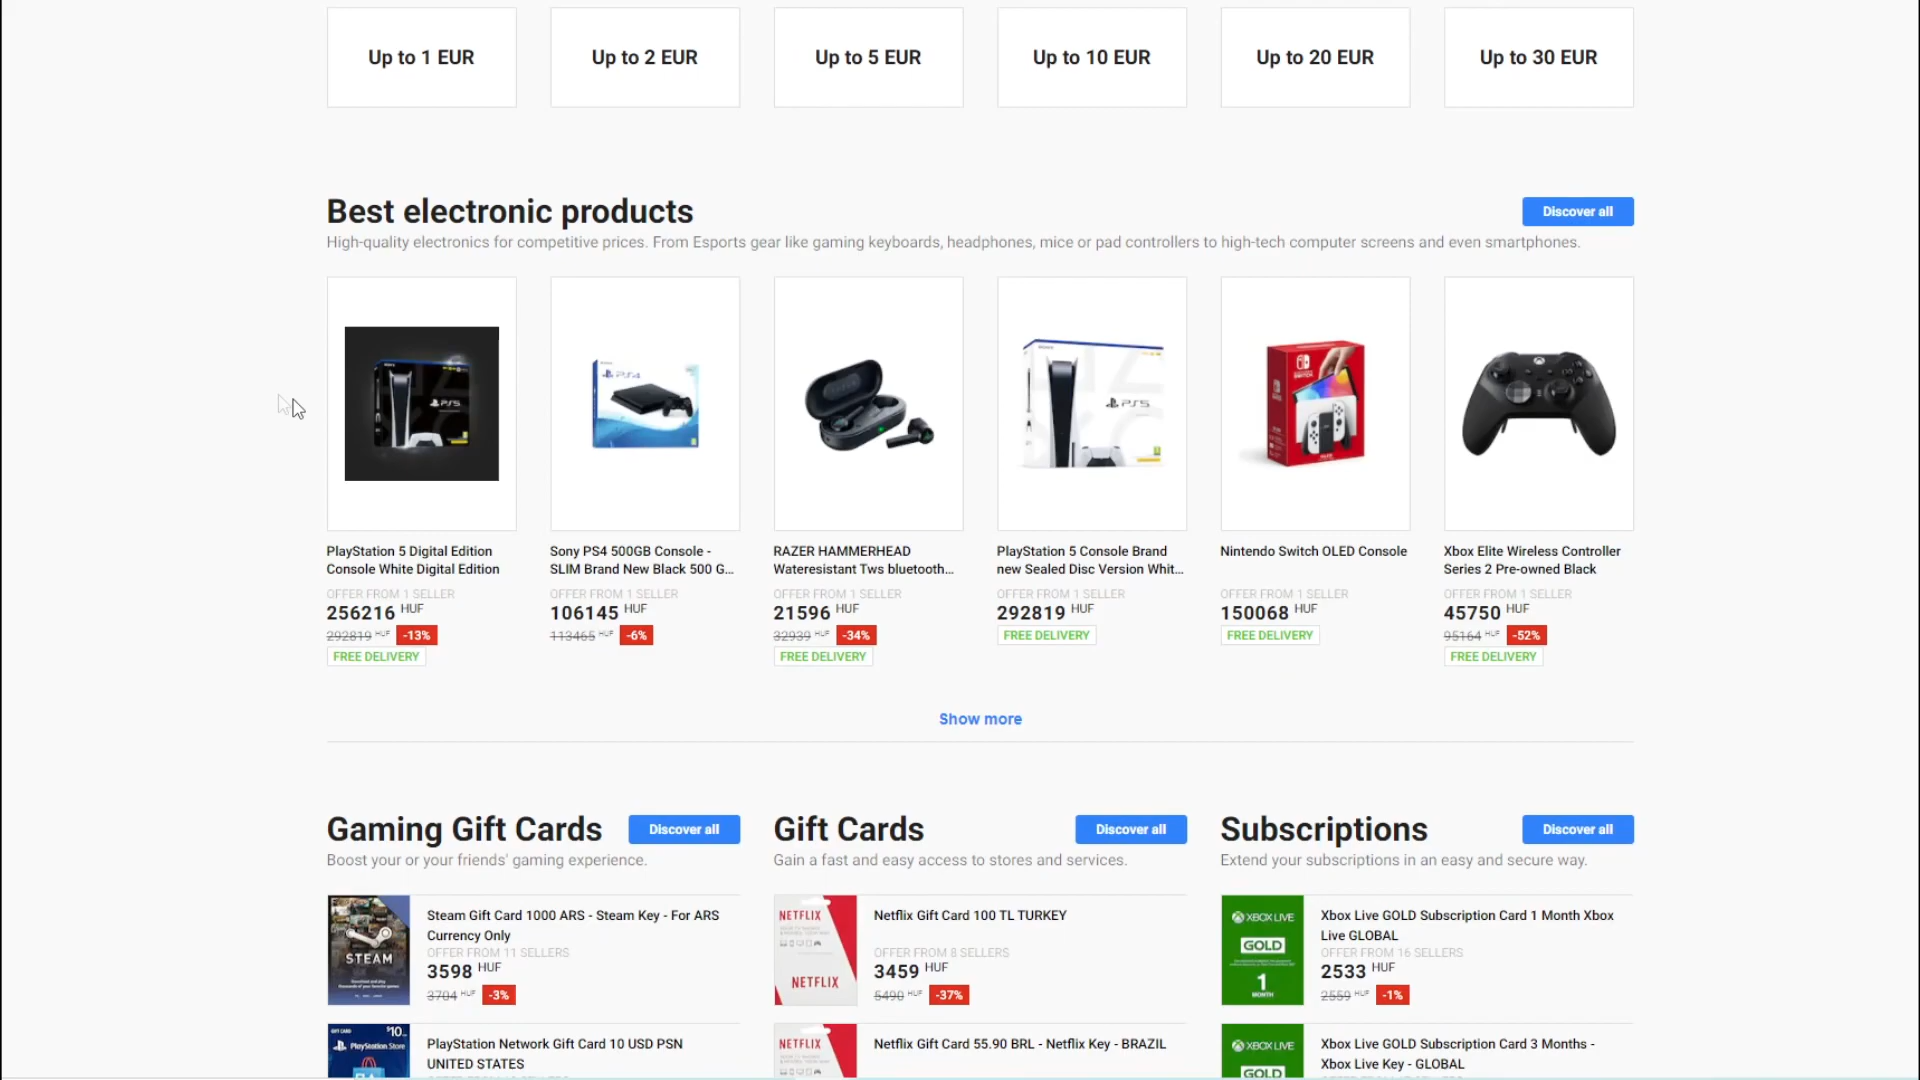 Up to 1 EUR
Up to 2 EUR
Up to 5 EUR
Up to 10 EUR
Up to 20 EUR
Up to 30 EUR
Best electronic products
Discover all
High-quality electronics for competitive prices. From Esports gear like gaming keyboards, headphones, mice or pad controllers to high-tech computer screens and even smartphones.
PS5
PS4
PS5
SWITCH
PlayStation 5 Digital Edition
Console White Digital Edition
OFFER FROM 1 SELLER
256216 HUF
292819 HUF -13%
FREE DELIVERY
Sony PS4 500GB Console -
SLIM Brand New Black 500 G...
OFFER FROM 1 SELLER
106145 HUF
113465 HUF -6%
RAZER HAMMERHEAD
Wateresistant Tws bluetooth...
OFFER FROM 1 SELLER
21596 HUF
32939 HUF -34%
FREE DELIVERY
PlayStation 5 Console Brand
new Sealed Disc Version Whit...
OFFER FROM 1 SELLER
292819 HUF
FREE DELIVERY
Nintendo Switch OLED Console
OFFER FROM 1 SELLER
150068 HUF
FREE DELIVERY
Xbox Elite Wireless Controller
Series 2 Pre-owned Black
OFFER FROM 1 SELLER
45750 HUF
95164 HUF -52%
FREE DELIVERY
Show more
Gaming Gift Cards
Discover all
Boost your or your friends' gaming experience.
STEAM
Steam Gift Card 1000 ARS - Steam Key - For ARS
Currency Only
OFFER FROM 11 SELLERS
3598 HUF
3704 HUF -3%
GIFT CARD $10
PlayStation Store
PlayStation Network Gift Card 10 USD PSN
UNITED STATES
Gift Cards
Discover all
Gain a fast and easy access to stores and services.
NETFLIX
NETFLIX
Netflix Gift Card 100 TL TURKEY
OFFER FROM 8 SELLERS
3459 HUF
5490 HUF -37%
NETFLIX
Netflix Gift Card 55.90 BRL - Netflix Key - BRAZIL
Subscriptions
Discover all
Extend your subscriptions in an easy and secure way.
XBOX LIVE
GOLD
1
MONTH
Xbox Live GOLD Subscription Card 1 Month Xbox
Live GLOBAL
OFFER FROM 16 SELLERS
2533 HUF
2559 HUF -1%
XBOX LIVE
GOLD
Xbox Live GOLD Subscription Card 3 Months -
Xbox Live Key - GLOBAL